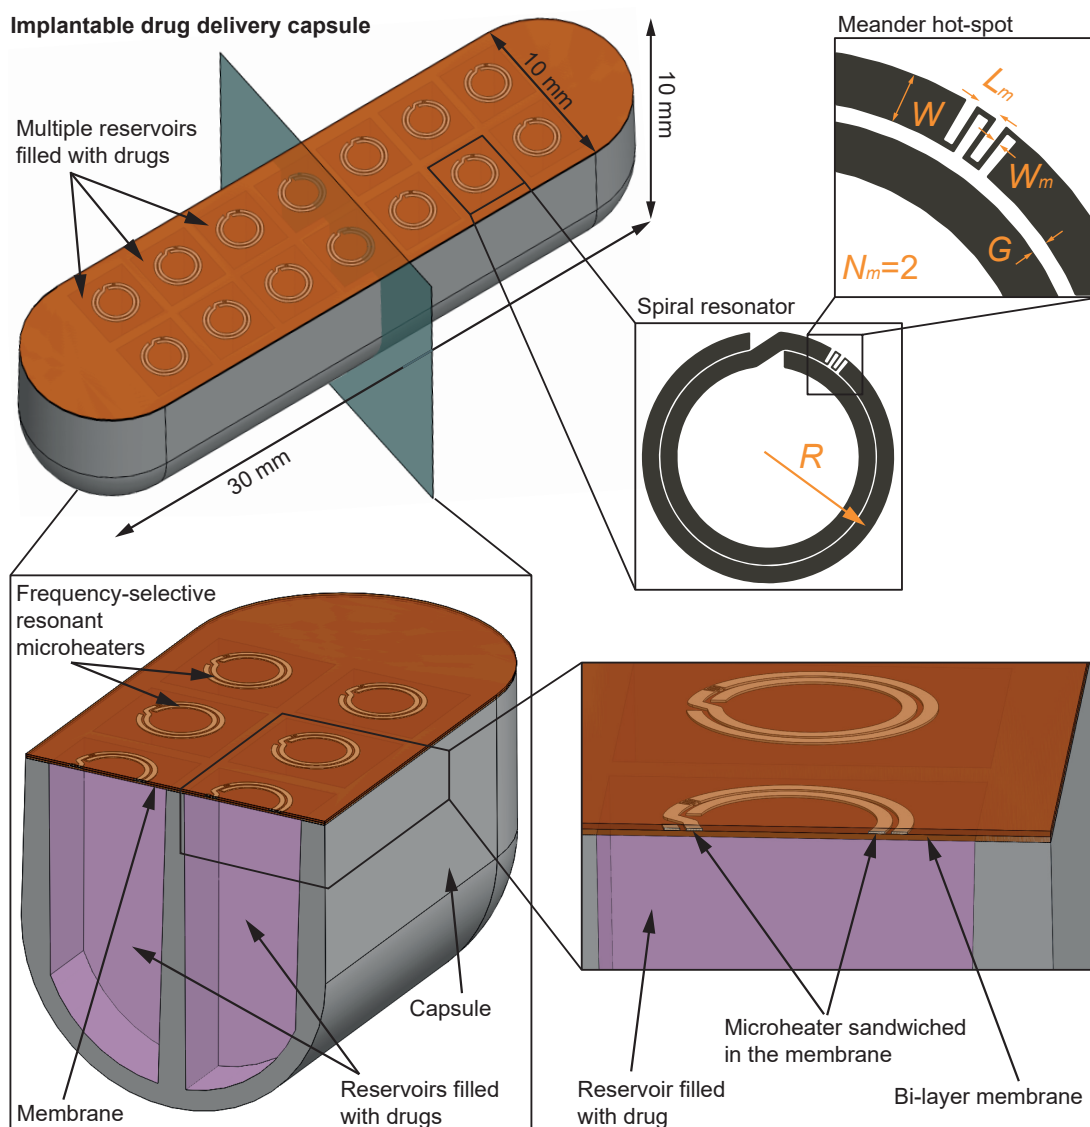 Implantable drug delivery capsule
Multiple reservoirs
filled with drugs
10 mm
10 mm
30 mm
Meander hot-spot
Lm
W
Wm
G
Nm=2
Spiral resonator
R
Frequency-selective
resonant
microheaters
Capsule
Membrane
Reservoirs filled
with drugs
Microheater sandwiched
in the membrane
Reservoir filled
with drug
Bi-layer membrane